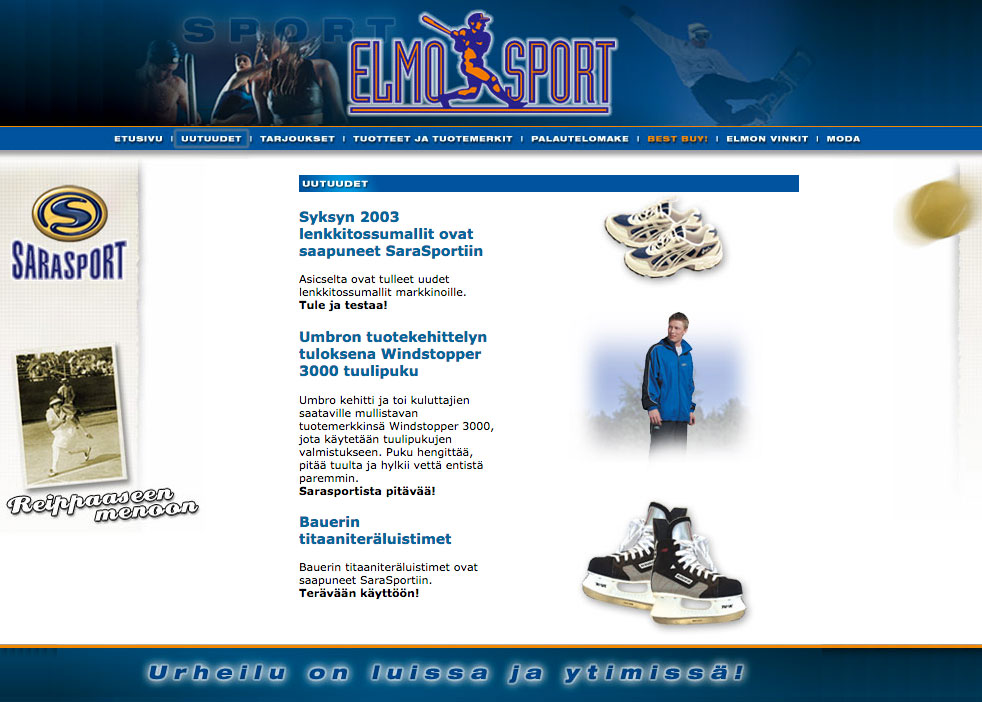 SPORT
ELMO SPORT
ETUSIVU | UUTUUDET | TARJOUKSET | TUOTTEET JA TUOTEMERKIT | PALAUTELOMAKE | BEST BUY! | ELMON VINKIT | MODA
SARASPORT
Reippaaseen
menoon
UUTUUDET
Syksyn 2003
lenkkitossumallit ovat
saapuneet SaraSportiin
Asicselta ovat tulleet uudet
lenkkitossumallit markkinoille.
Tule ja testaa!
Umbron tuotekehittelyn
tuloksena Windstopper
3000 tuulipuku
Umbro kehitti ja toi kuluttajien
saataville mullistavan
tuotemerkkinsä Windstopper 3000,
jota käytetään tuulipukujen
valmistukseen. Puku hengittää,
pitää tuulta ja hylkii vettä entistä
paremmin.
Sarasportista pitävää!
Bauerin
titaaniteräluistimet
Bauerin titaaniteräluistimet ovat
saapuneet SaraSportiin.
Terävään käyttöön!
Urheilu on luissa ja ytimissä!